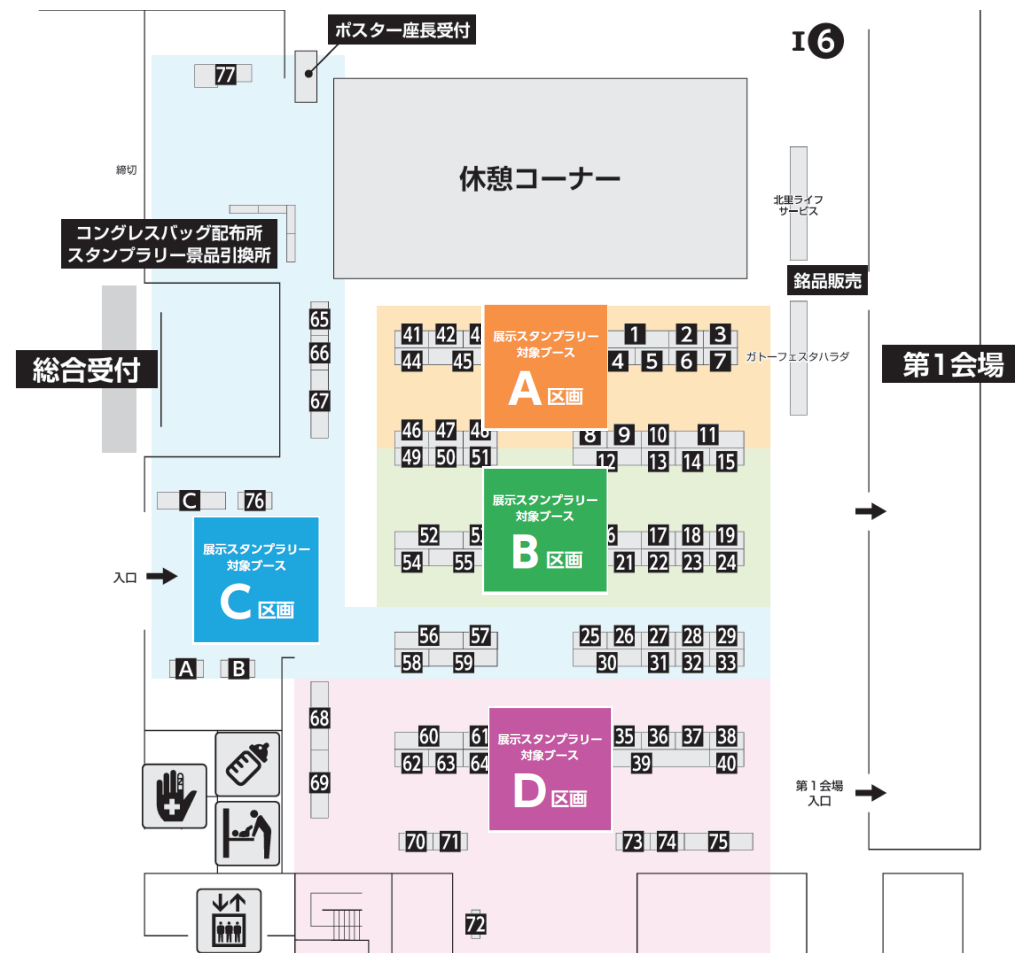 ポスター座長受付
I6
77
締切
休憩コーナー
北里ライフ
サービス
コングレスバッグ配布所
スタンプラリー景品引換所
銘品販売
総合受付
第1会場
65
66
67
41 42
44 45
展示スタンプラリー
対象ブース
A 区画
1 2 3
4 5 6 7
ガトーフェスタハラダ
46 47 48
49 50 51
8 9 10 11
12 13 14 15
C 76
52
54 55
展示スタンプラリー
対象ブース
B 区画
17 18 19
21 22 23 24
入口
展示スタンプラリー
対象ブース
C 区画
56 57
58 59
25 26 27 28 29
30 31 32 33
A B
68
69
60 61
62 63 64
展示スタンプラリー
対象ブース
D 区画
35 36 37 38
39 40
第1会場
入口
70 71
73 74 75
72